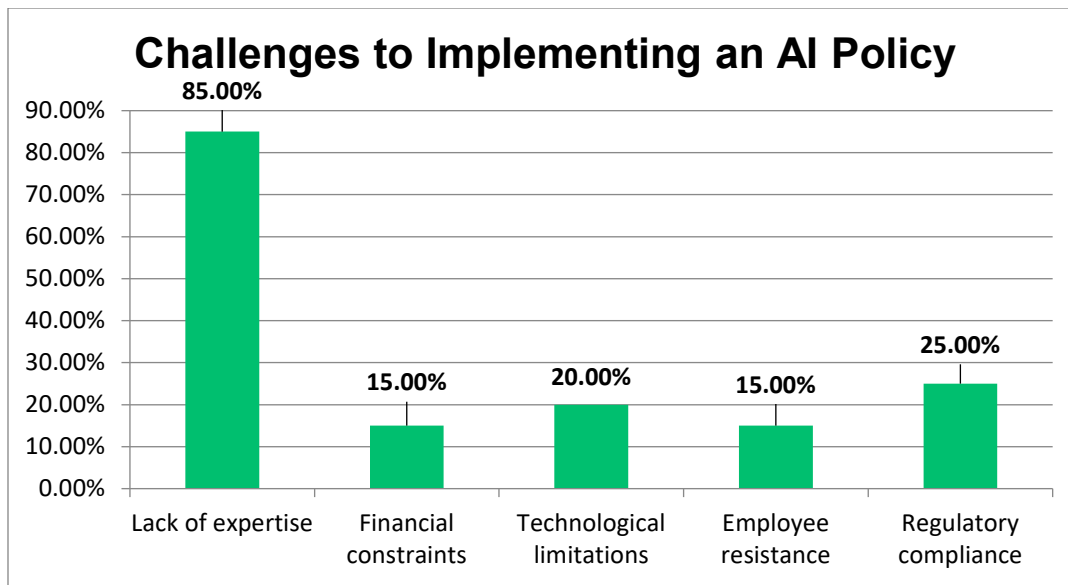 Challenges to Implementing an AI Policy
85.00%
90.00%
80.00%
70.00%
60.00%
50.00%
40.00%
30.00%
20.00%
10.00%
0.00%
15.00%
20.00%
15.00%
25.00%
Lack of expertise
Financial
constraints
Technological
limitations
Employee
resistance
Regulatory
compliance